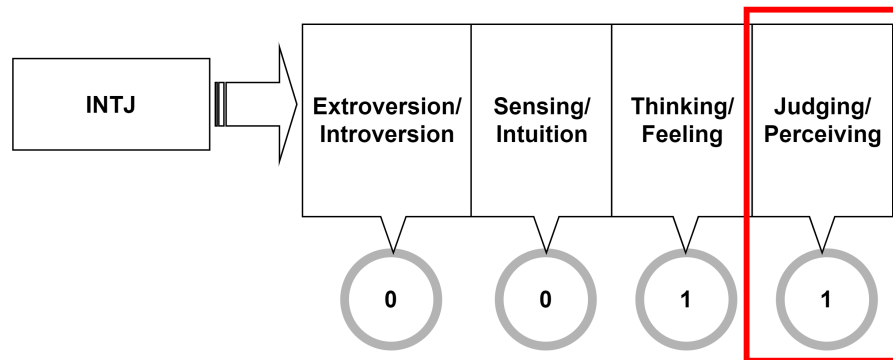 INTJ
Extroversion/
Introversion
Sensing/
Intuition
Thinking/
Feeling
Judging/
Perceiving
0
0
1
1